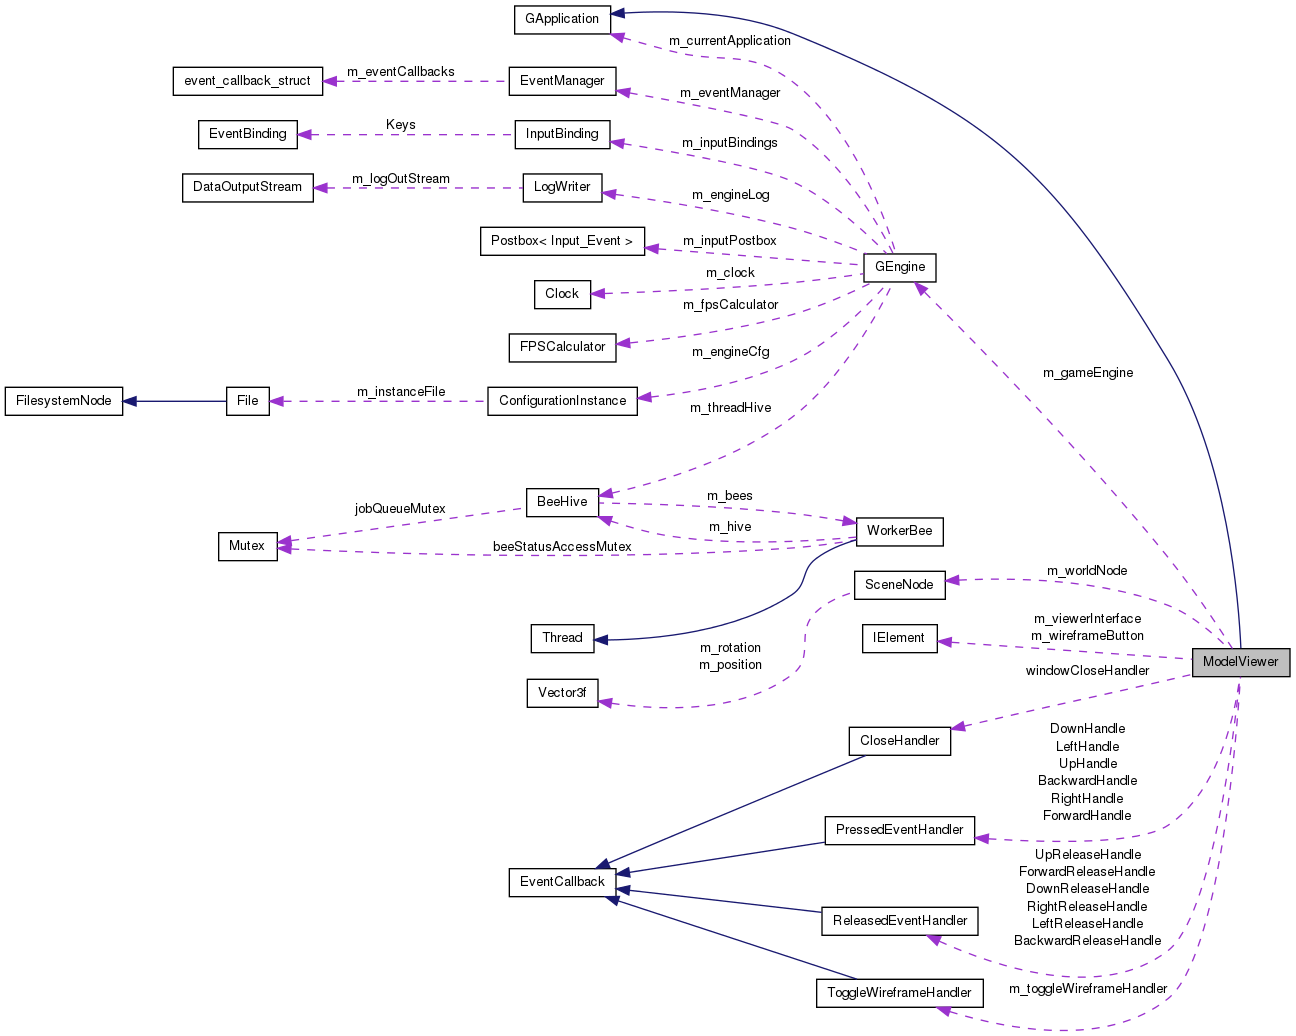 GApplication
m_currentApplication
event_callback_struct
m_eventCallbacks
EventManager
m_eventManager
EventBinding
Keys
InputBinding
m_inputBindings
DataOutputStream
m_logOutStream
LogWriter
m_engineLog
Postbox< Input_Event >
m_inputPostbox
GEngine
Clock
m_clock
FPSCalculator
m_fpsCalculator
m_engineCfg
m_gameEngine
FilesystemNode
File
m_instanceFile
ConfigurationInstance
m_threadHive
BeeHive
m_bees
jobQueueMutex
m_hive
WorkerBee
Mutex
beeStatusAccessMutex
SceneNode
m_worldNode
Thread
IElement
m_viewerInterface
m_wireframeButton
m_rotation
m_position
ModelViewer
windowCloseHandler
Vector3f
CloseHandler
DownHandle
LeftHandle
UpHandle
BackwardHandle
RightHandle
ForwardHandle
PressedEventHandler
UpReleaseHandle
ForwardReleaseHandle
DownReleaseHandle
RightReleaseHandle
LeftReleaseHandle
BackwardReleaseHandle
EventCallback
ReleasedEventHandler
m_toggleWireframeHandler
ToggleWireframeHandler